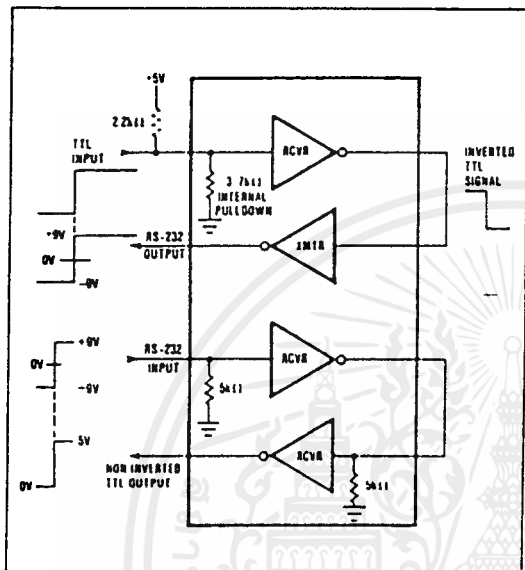 +5V
2.2kΩ
TTL
INPUT
RCVR
3.7kΩ
INTERNAL
PULLDOWN
INVERTED
TTL
SIGNAL
+9V
0V
-9V
RS-232
OUTPUT
XMTR
+9V
0V
-9V
RS-232
INPUT
RCVR
5kΩ
5V
0V
NON INVERTED
TTL OUTPUT
RCVR
5kΩ